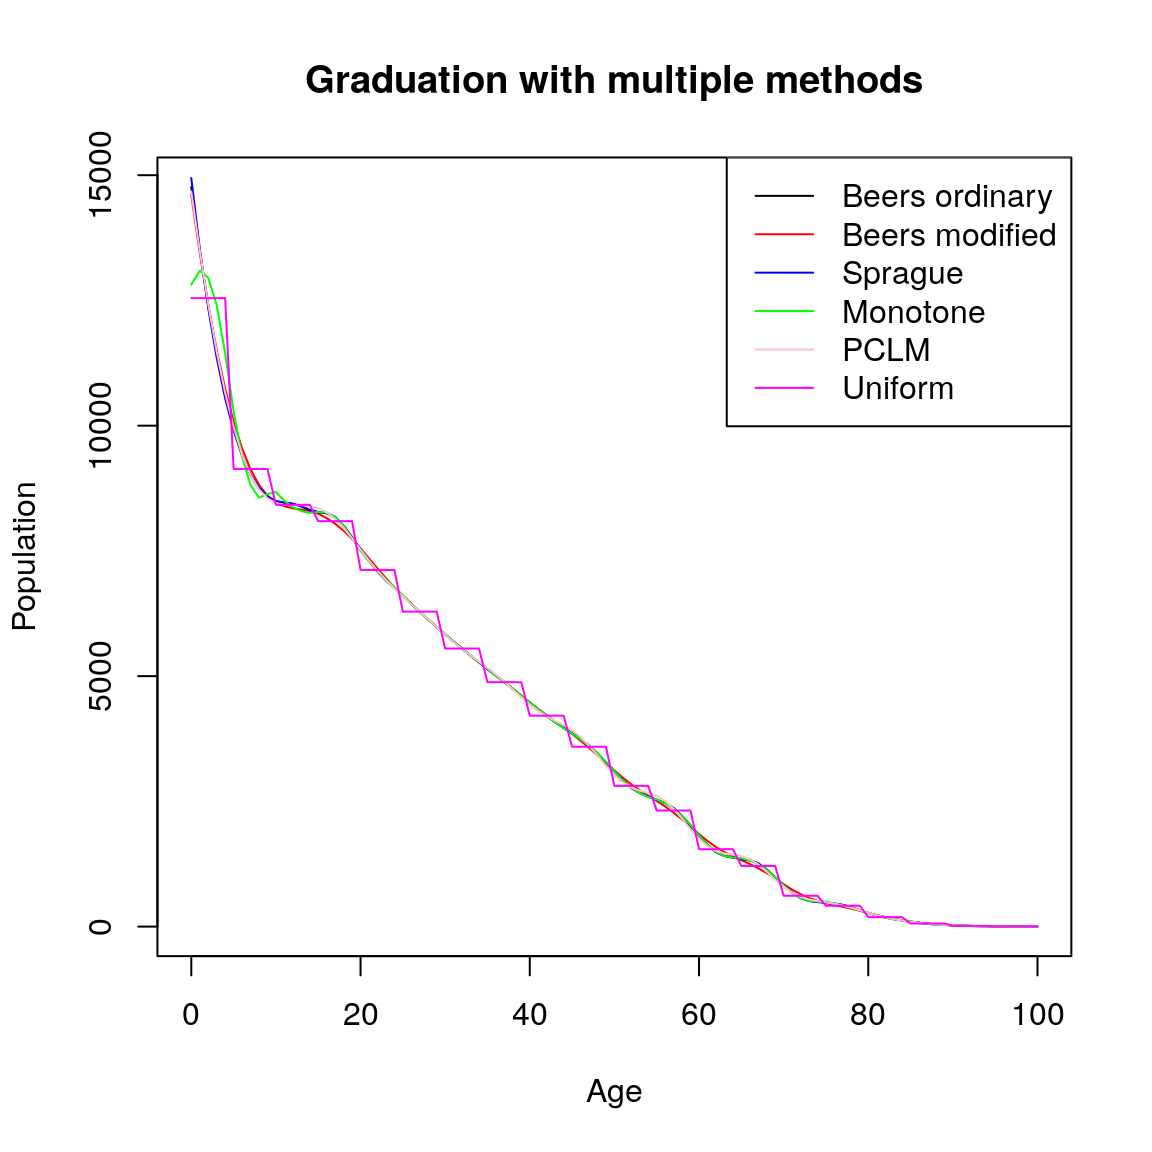 Graduation with multiple methods
Beers ordinary
Beers modified
Sprague
Monotone
PCLM
Uniform
15000
10000
5000
0
Population
0 20 40 60 80 100
Age